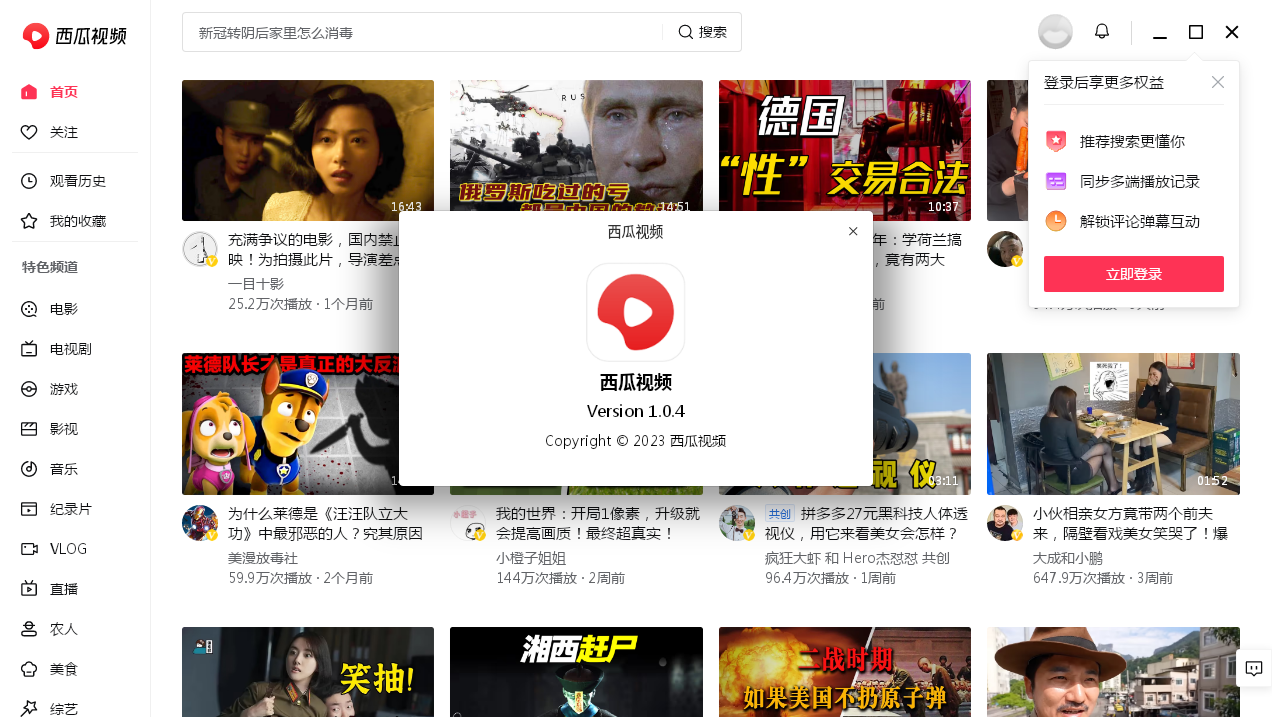 西瓜视频
新冠转阴后家里怎么消毒
搜索
首页
关注
观看历史
我的收藏
特色频道
电影
电视剧
游戏
影视
音乐
纪录片
VLOG
直播
农人
美食
综艺
登录后享更多权益
推荐搜索更懂你
同步多端播放记录
解锁评论弹幕互动
立即登录
西瓜视频
西瓜视频
Version 1.0.4
Copyright © 2023 西瓜视频
16:43
充满争议的电影，国内禁止
映！为拍摄此片，导演差点
一目十影
25.2万次播放 · 1个月前
RUS
俄罗斯吃过的亏
14:51
德国
“性”交易合法
10:37
年：学荷兰搞
，竟有两大
前
莱德队长才是真正的大反派
为什么莱德是《汪汪队立大
功》中最邪恶的人？究其原因
美漫放毒社
59.9万次播放 · 2个月前
我的世界：开局1像素，升级就
会提高画质！最终超真实！
小橙子姐姐
144万次播放 · 2周前
透视仪
03:11
共创 拼多多27元黑科技人体透
视仪，用它来看美女会怎样？
疯狂大虾 和 Hero杰怼怼 共创
96.4万次播放 · 1周前
01:52
小伙相亲女方竟带两个前夫
来，隔壁看戏美女笑哭了！爆
大成和小鹏
647.9万次播放 · 3周前
笑抽!
湘西赶尸
二战时期
如果美国不扔原子弹